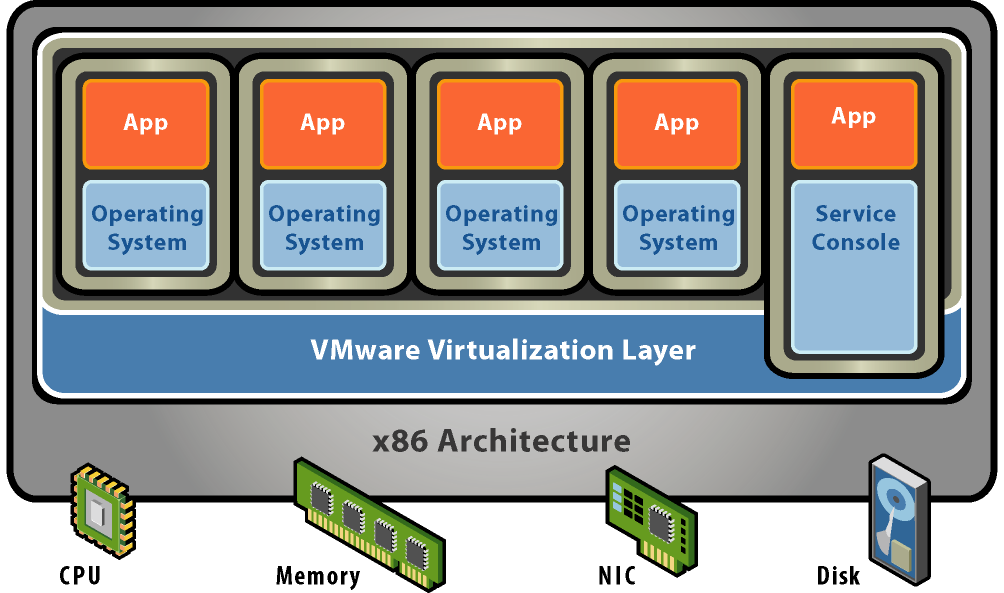 App
App
App
App
App
Operating
System
Operating
System
Operating
System
Operating
System
Service
Console
VMware Virtualization Layer
x86 Architecture
CPU
Memory
NIC
Disk